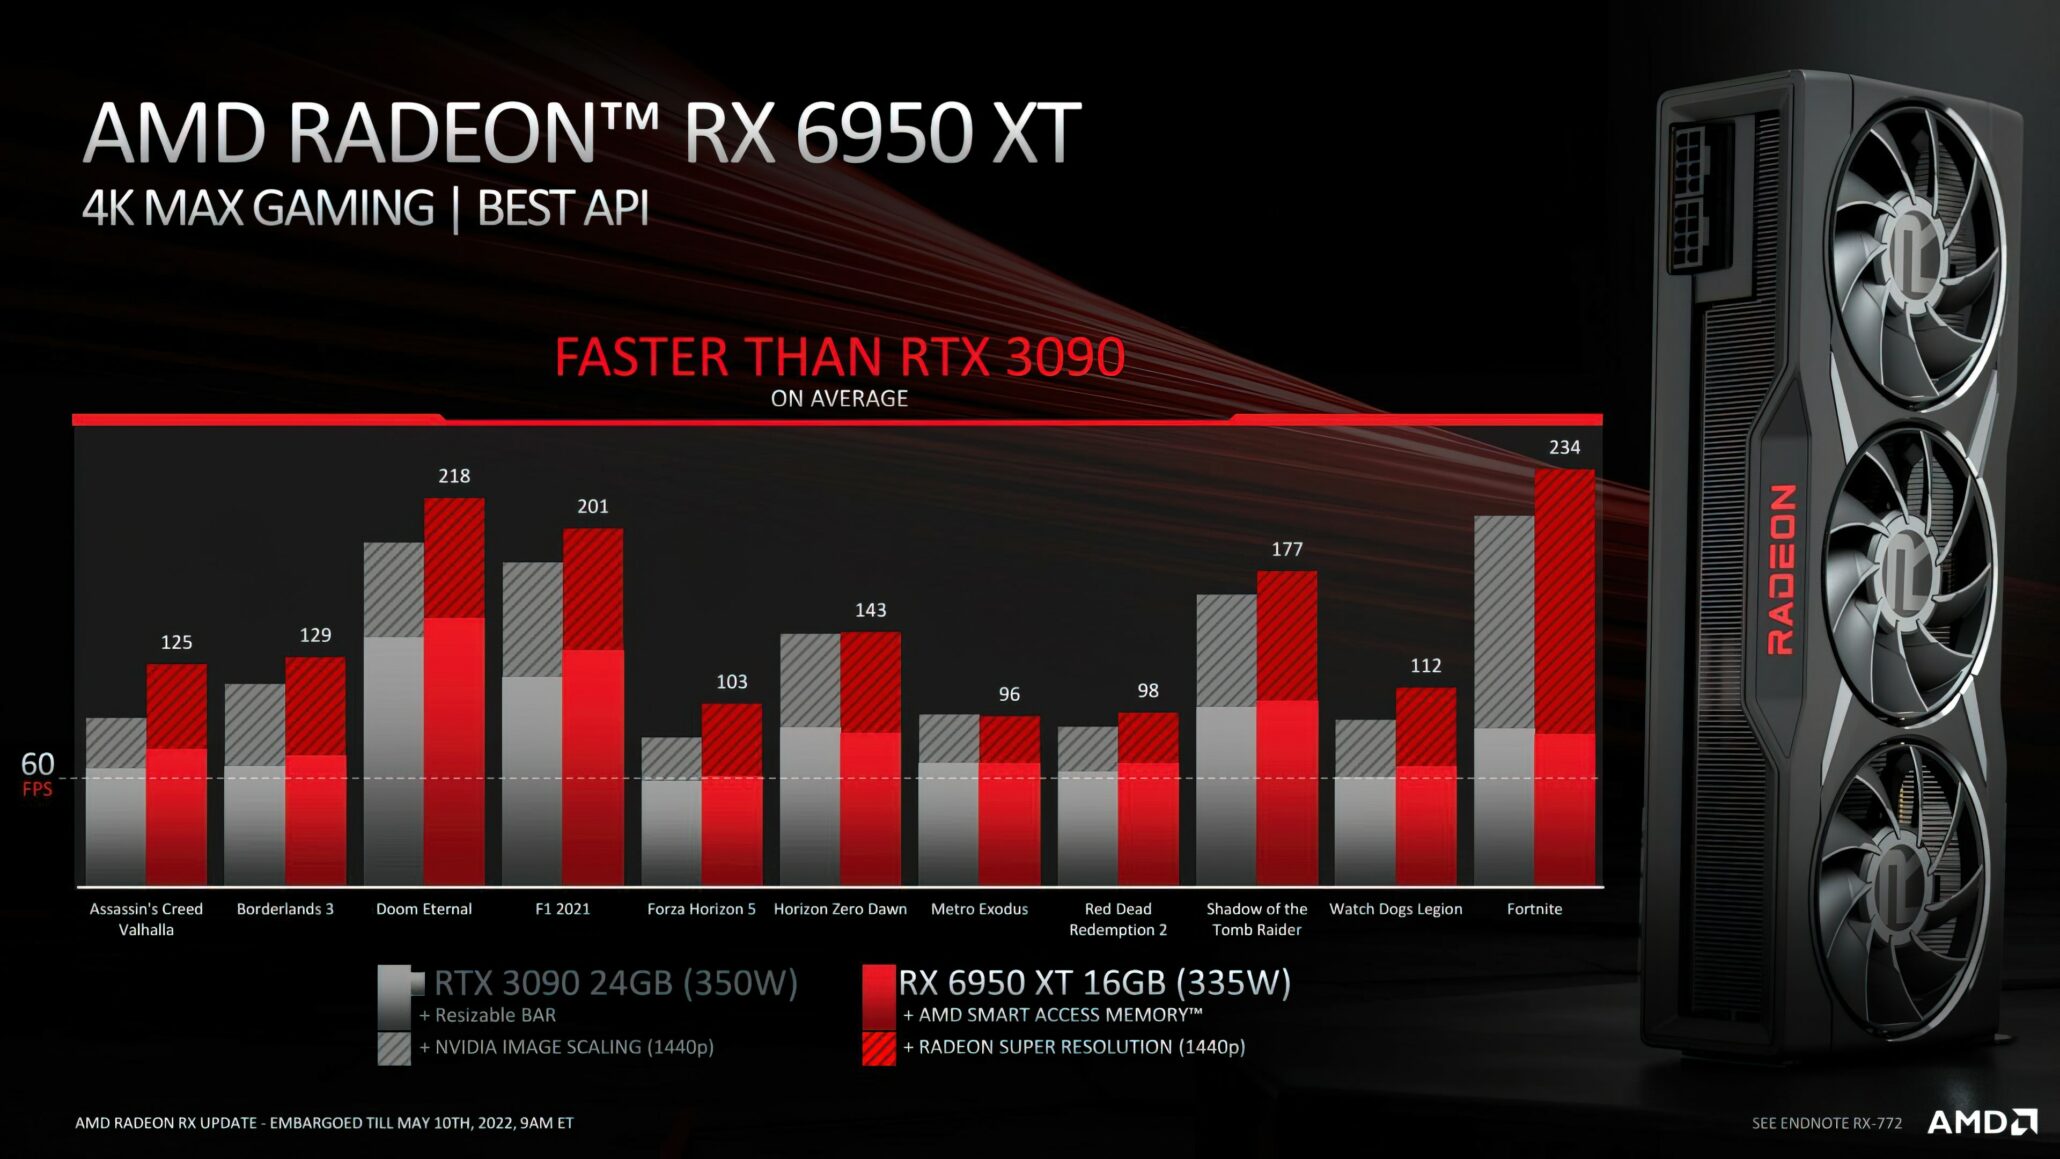 AMD RADEON™ RX 6950 XT
4K MAX GAMING | BEST API
FASTER THAN RTX 3090
ON AVERAGE
125
129
218
201
103
143
96
98
177
112
234
60
FPS
Assassin's Creed
Valhalla
Borderlands 3
Doom Eternal
F1 2021
Forza Horizon 5
Horizon Zero Dawn
Metro Exodus
Red Dead
Redemption 2
Shadow of the
Tomb Raider
Watch Dogs Legion
Fortnite
RTX 3090 24GB (350W)
+ Resizable BAR
+ NVIDIA IMAGE SCALING (1440p)
RX 6950 XT 16GB (335W)
+ AMD SMART ACCESS MEMORY™
+ RADEON SUPER RESOLUTION (1440p)
RADEON
AMD RADEON RX UPDATE - EMBARGOED TILL MAY 10TH, 2022, 9AM ET
SEE ENDNOTE RX-772
AMD